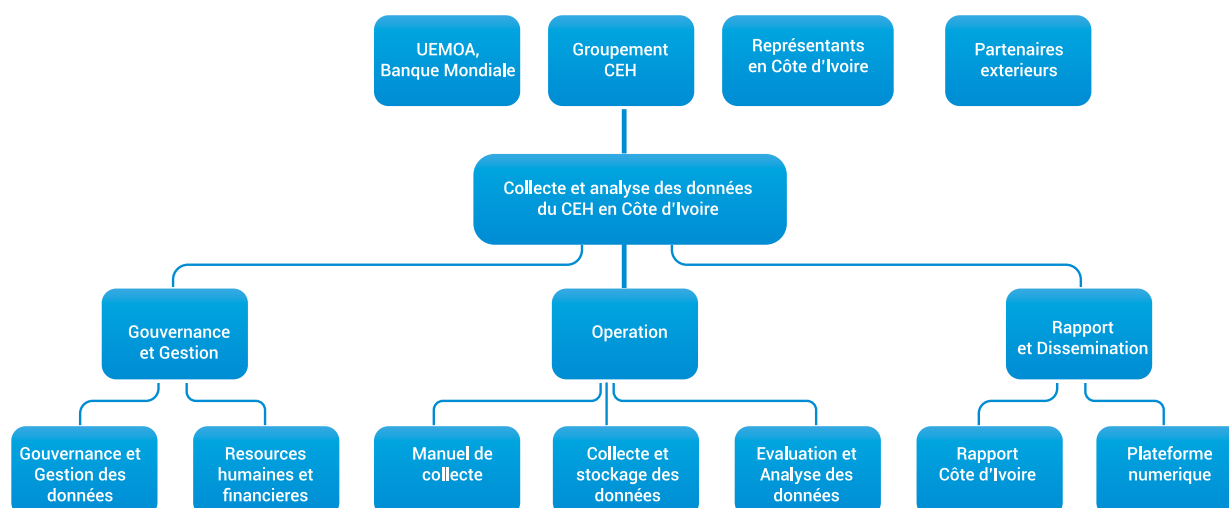 UEMOA,
Banque Mondiale
Groupement
CEH
Représentants
en Côte d'Ivoire
Partenaires
exterieurs
Collecte et analyse des données
du CEH en Côte d'Ivoire
Gouvernance
et Gestion
Operation
Rapport
et Dissemination
Gouvernance et
Gestion des
données
Resources
humaines et
financieres
Manuel de
collecte
Collecte et
stockage des
données
Evaluation et
Analyse des
données
Rapport
Côte d'Ivoire
Plateforme
numerique